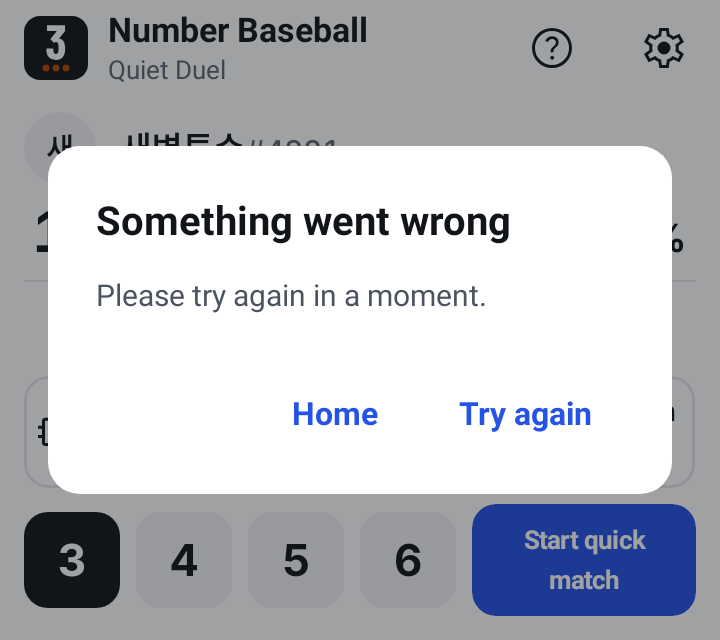 3
Number Baseball
Quiet Duel
?
새
Something went wrong
Please try again in a moment.
Home
Try again
3
4
5
6
Start quick
match